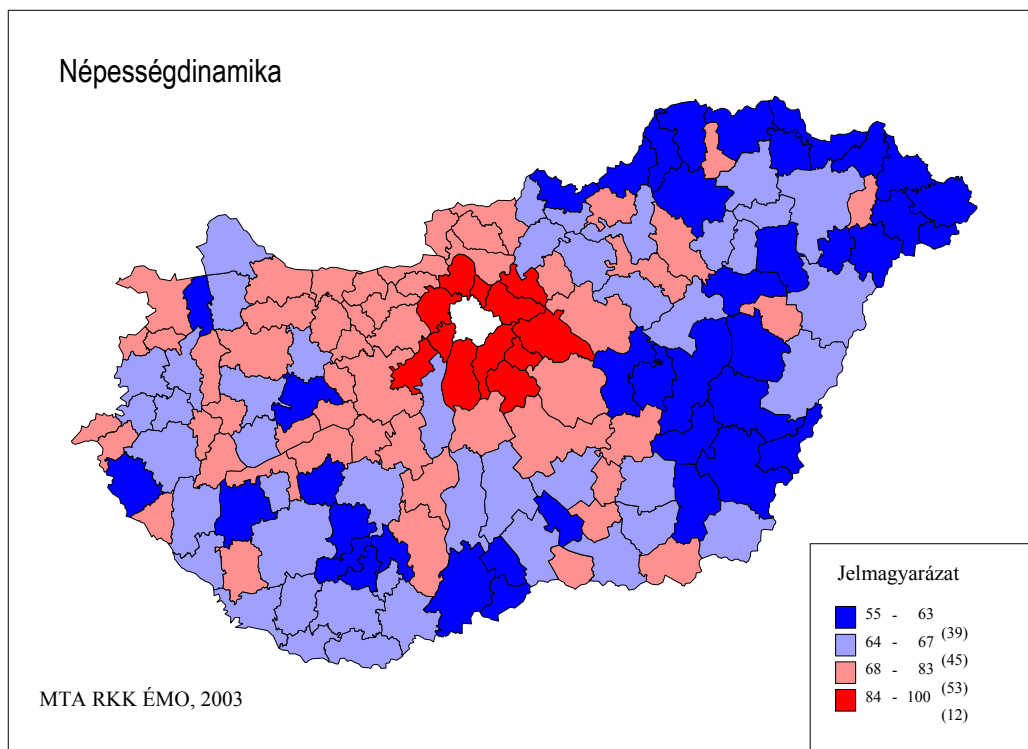 Népességdinamika
Jelmagyarázat
55 - 63 (39)
64 - 67 (45)
68 - 83 (53)
84 - 100 (12)
MTA RKK ÉMO, 2003